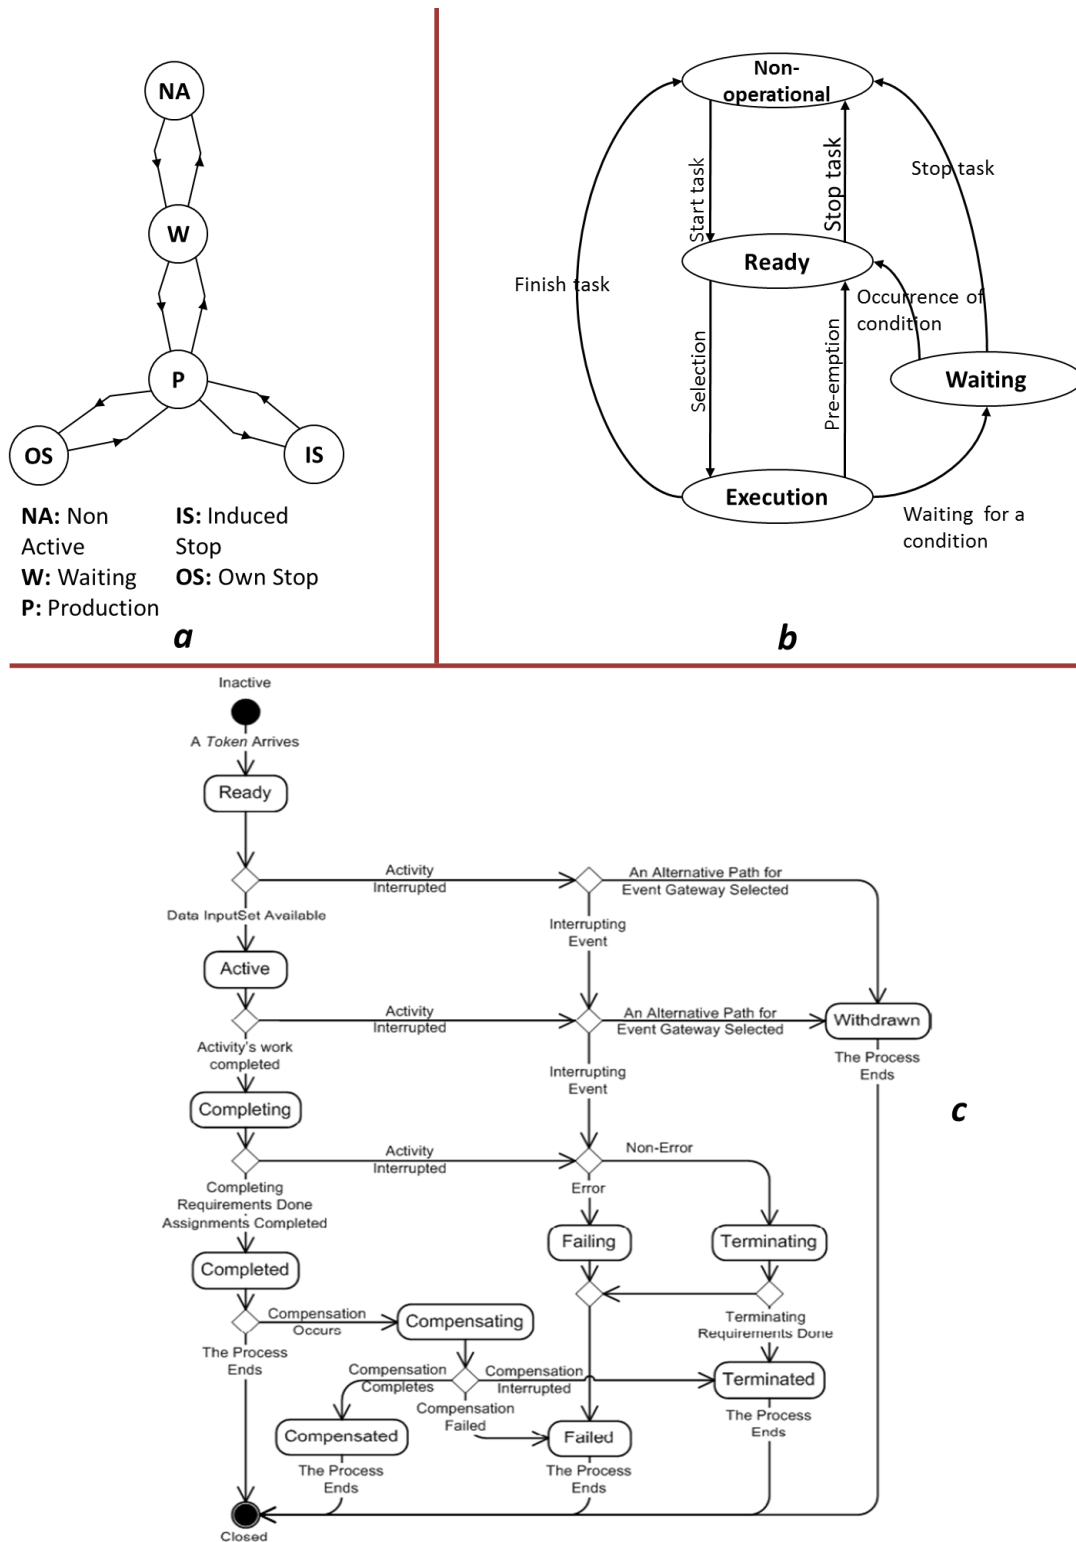 NA
W
P
OS
IS
NA: Non
Active
W: Waiting
P: Production
IS: Induced
Stop
OS: Own Stop
a
Non-
operational
Start task
Stop task
Stop task
Ready
Finish task
Occurrence of
condition
Selection
Pre-emption
Waiting
Execution
Waiting for a
condition
b
Inactive
A Token Arrives
Ready
Activity
Interrupted
An Alternative Path for
Event Gateway Selected
Data InputSet Available
Interrupting
Event
Active
Activity
Interrupted
An Alternative Path for
Event Gateway Selected
Withdrawn
Activity's work
completed
Interrupting
Event
The Process
Ends
Completing
c
Activity
Interrupted
Non-Error
Completing
Requirements Done
Assignments Completed
Error
Failing
Terminating
Completed
Compensation
Occurs
Compensating
Terminating
Requirements Done
The Process
Ends
Compensation
Completes
Compensation
Interrupted
Terminated
Compensation
Failed
Compensated
Failed
The Process
Ends
The Process
Ends
The Process
Ends
Closed